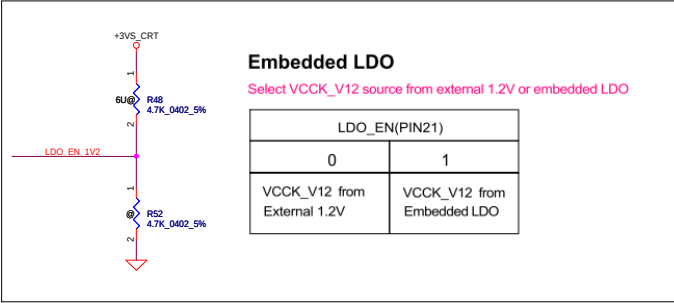 +3VS_CRT
1
6U@ R48
4.7K_0402_5%
2
LDO_EN_1V2
1
@ R52
4.7K_0402_5%
2
Embedded LDO
Select VCCK_V12 source from external 1.2V or embedded LDO
LDO_EN(PIN21)
0 1
VCCK_V12 from VCCK_V12 from
External 1.2V Embedded LDO